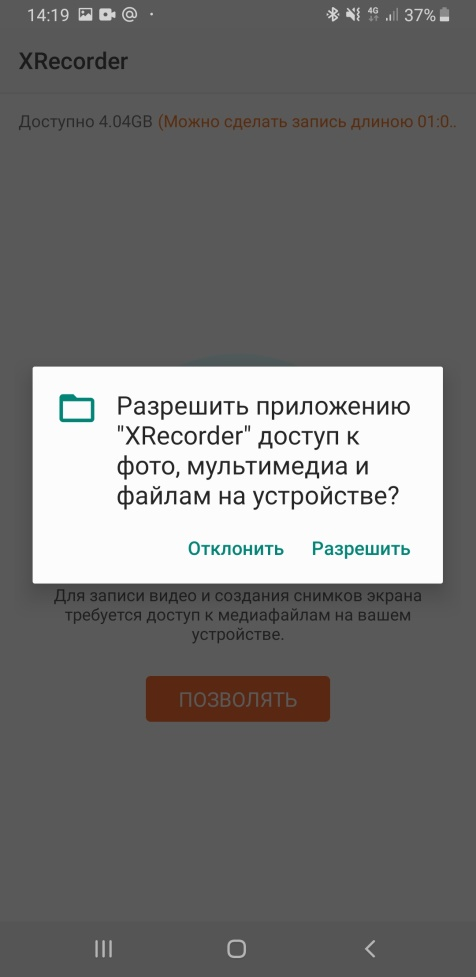 14:19 @ 4G 37%
XRecorder
Доступно 4.04GB (Можно сделать запись длиною 01:0..
Разрешить приложению
"XRecorder" доступ к
фото, мультимедиа и
файлам на устройстве?
Отклонить Разрешить
Для записи видео и создания снимков экрана
требуется доступ к медиафайлам на вашем
устройстве.
ПОЗВОЛЯТЬ